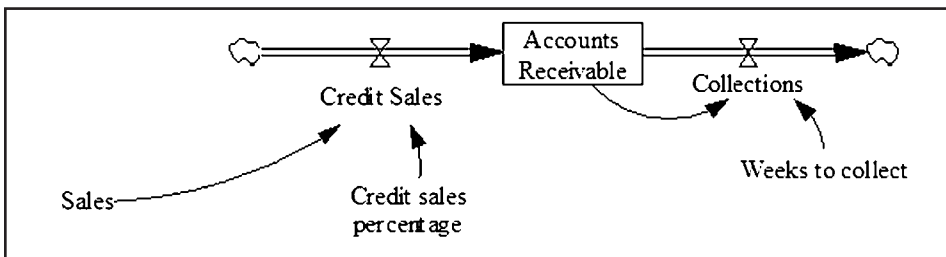 Accounts
Receivable
Credit Sales
Collections
Sales
Credit sales
percentage
Weeks to collect